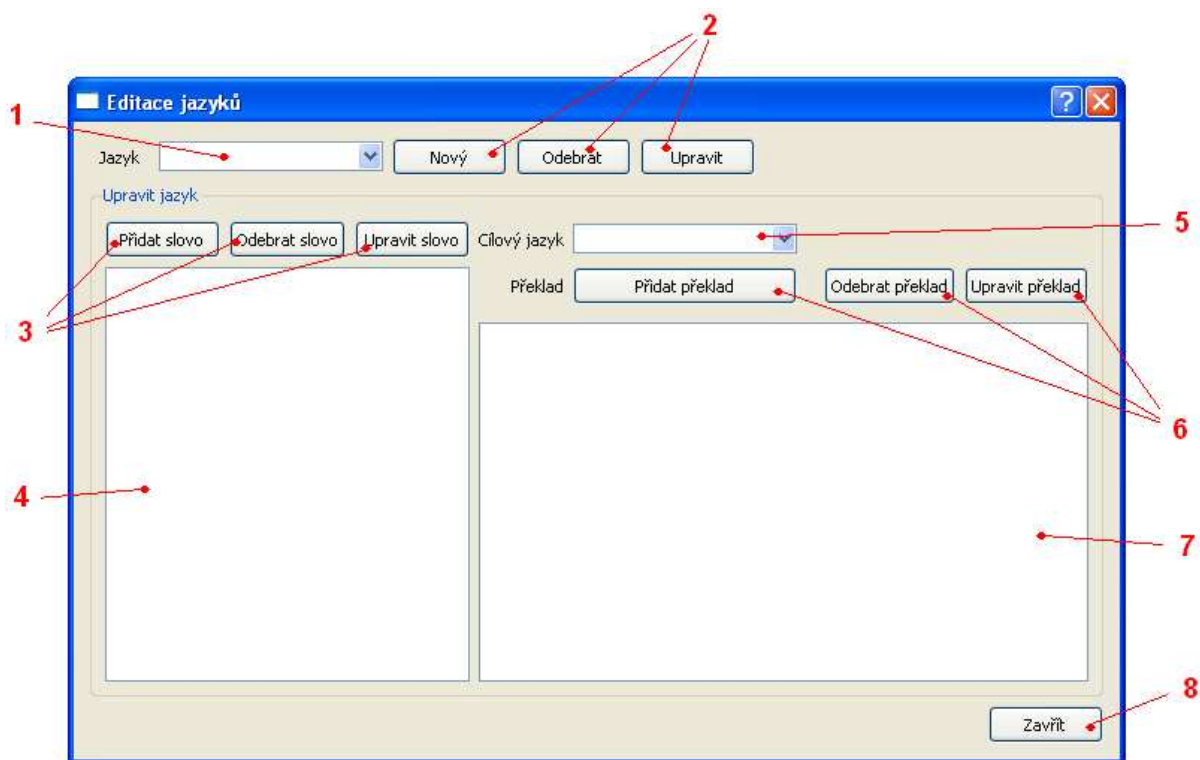 2
Editace jazyků
1
Jazyk Nový Odebrat Upravit
Upravit jazyk
5
Přidat slovo Odebrat slovo Upravit slovo Cílový jazyk
Překlad Přidat překlad Odebrat překlad Upravit překlad
3
6
4
7
8
Zavřít